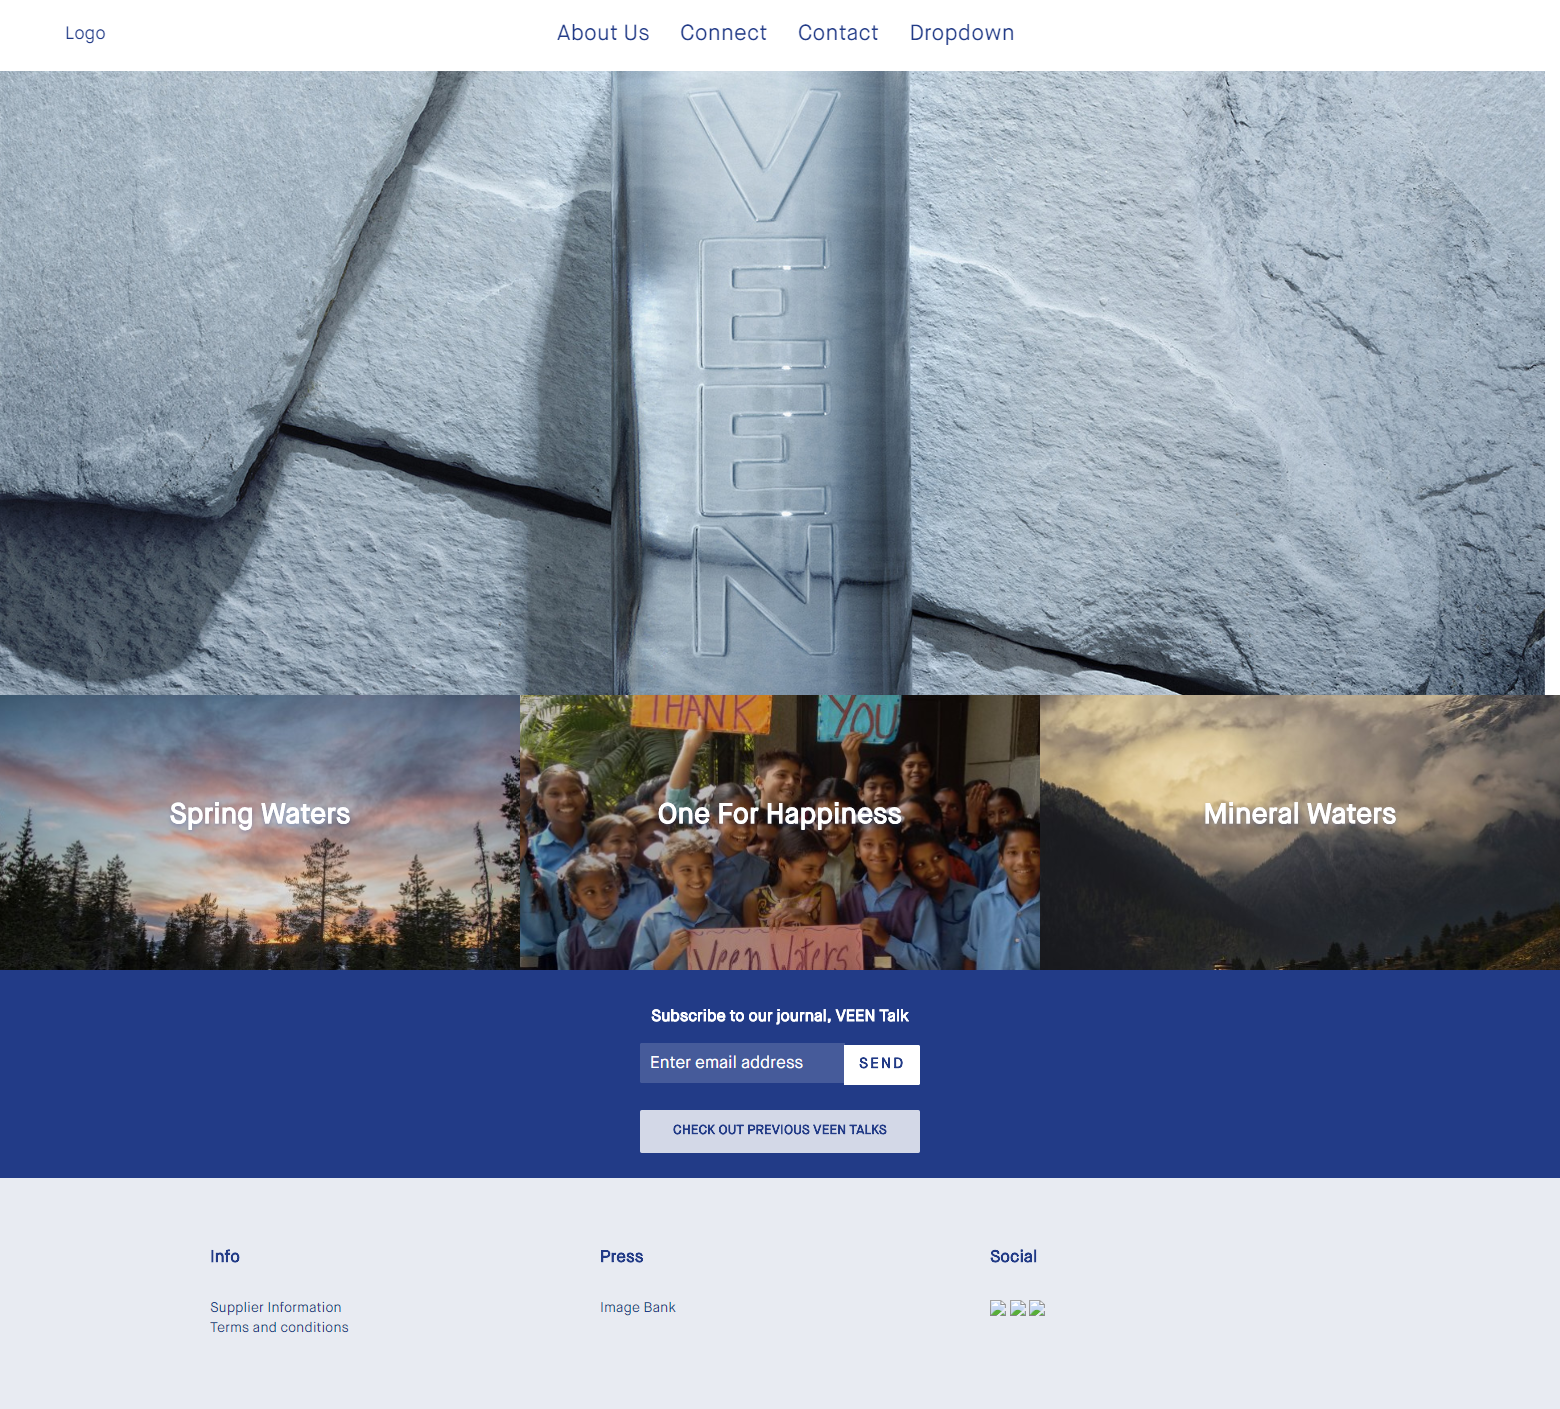 Logo
About Us Connect Contact Dropdown
VEEN
THANK YOU
Spring Waters
One For Happiness
Mineral Waters
Veen Waters
Subscribe to our journal, VEEN Talk
Enter email address SEND
CHECK OUT PREVIOUS VEEN TALKS
Info Press Social
Supplier Information Image Bank
Terms and conditions